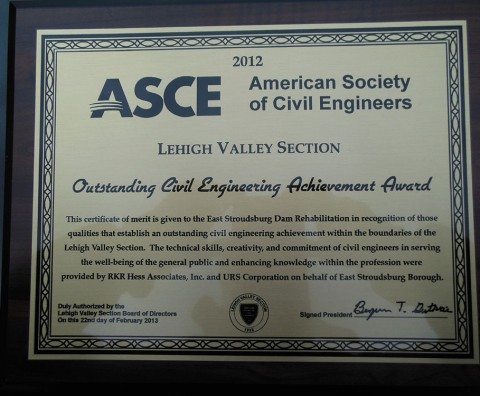 2012
ASCE American Society
of Civil Engineers
LEHIGH VALLEY SECTION
Outstanding Civil Engineering Achievement Award
This certificate of merit is given to the East Stroudsburg Dam Rehabilitation in recognition of those
qualities that establish an outstanding civil engineering achievement within the boundaries of the
Lehigh Valley Section. The technical skills, creativity, and commitment of civil engineers in serving
the well-being of the general public and enhancing knowledge within the profession were
provided by RKR Hess Associates, Inc. and URS Corporation on behalf of East Stroudsburg Borough.
Duly Authorized by the
Lehigh Valley Section Board of Directors
On this 22nd day of February 2013
LEHIGH VALLEY SECTION
Signed President